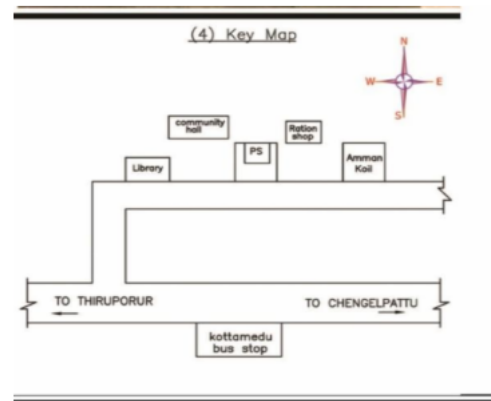 (4) Key Map
N
W
E
S
community
hall
Ration
shop
PS
Library
Amman
Koil
TO THIRUPORUR
TO CHENGELPATTU
kottamedu
bus stop